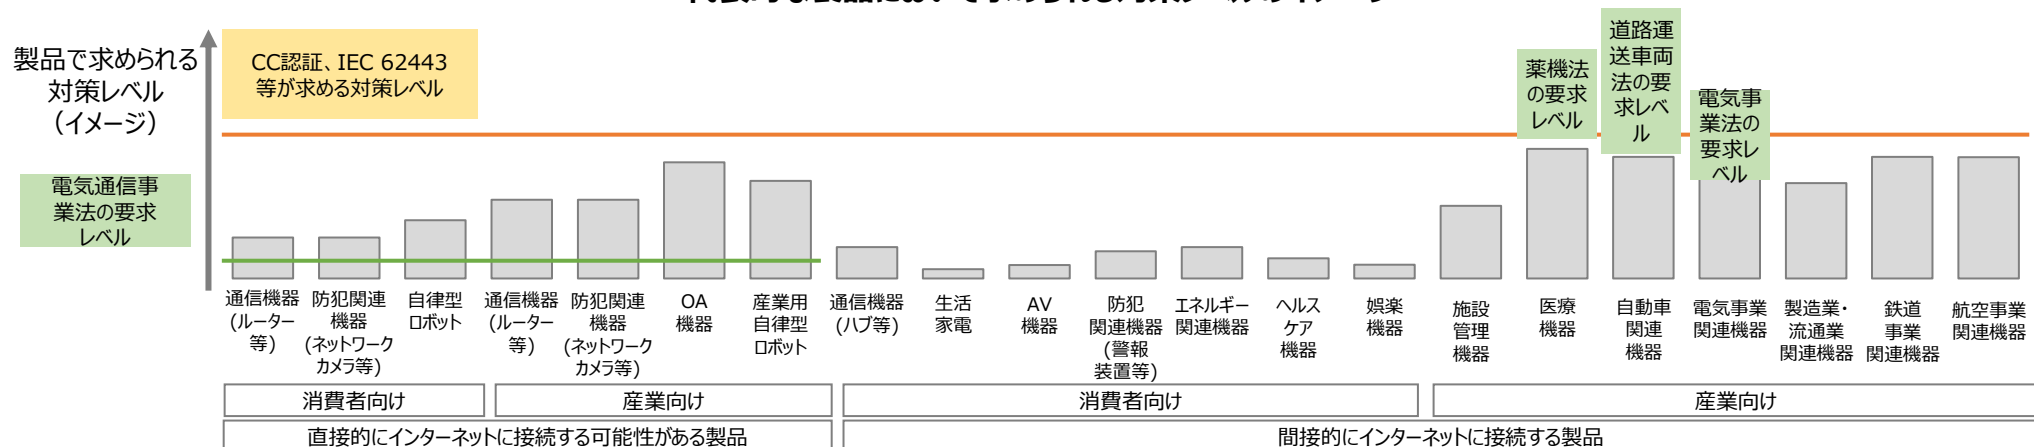 製品で求められる
対策レベル
（イメージ）
CC認証、IEC 62443
等が求める対策レベル
電気通信事
業法の要求
レベル
薬機法
の要求
レベル
道路運
送車両
法の要
求レベ
ル
電気事
業法の
要求レ
ベル
通信機器
(ルーター
等)
防犯関連
機器
(ネットワーク
カメラ等)
自律型
ロボット
通信機器
(ルーター
等)
防犯関連
機器
(ネットワーク
カメラ等)
OA
機器
産業用
自律型
ロボット
通信機器
(ハブ等)
生活
家電
AV
機器
防犯
関連機器
(警報
装置等)
エネルギー
関連機器
ヘルス
ケア
機器
娯楽
機器
施設
管理
機器
医療
機器
自動車
関連
機器
電気事業
関連機器
製造業・
流通業
関連機器
鉄道
事業
関連機器
航空事業
関連機器
消費者向け
産業向け
消費者向け
産業向け
直接的にインターネットに接続する可能性がある製品
間接的にインターネットに接続する製品